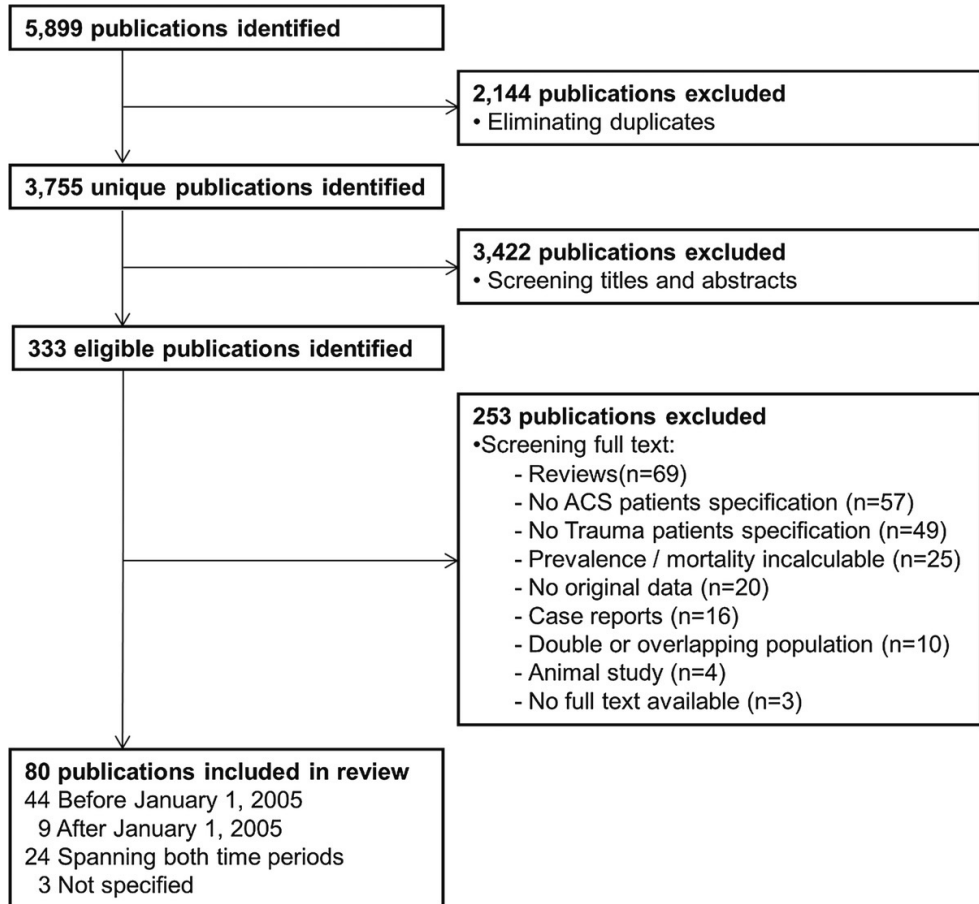 5,899 publications identified
2,144 publications excluded
• Eliminating duplicates
3,755 unique publications identified
3,422 publications excluded
• Screening titles and abstracts
333 eligible publications identified
253 publications excluded
•Screening full text:
- Reviews(n=69)
- No ACS patients specification (n=57)
- No Trauma patients specification (n=49)
- Prevalence / mortality incalculable (n=25)
- No original data (n=20)
- Case reports (n=16)
- Double or overlapping population (n=10)
- Animal study (n=4)
- No full text available (n=3)
80 publications included in review
44 Before January 1, 2005
9 After January 1, 2005
24 Spanning both time periods
3 Not specified